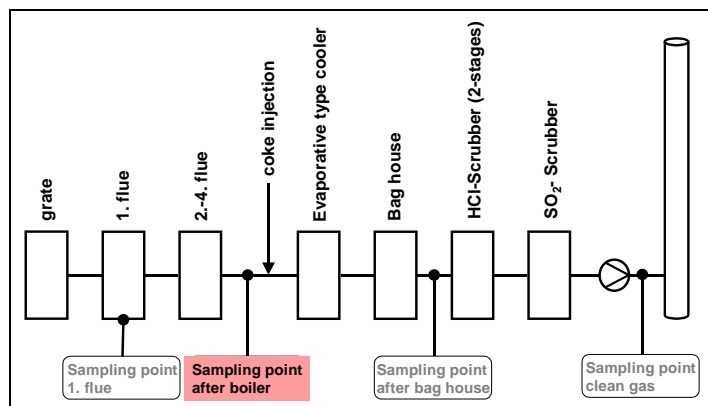 grate
1. flue
2.-4. flue
coke injection
Evaporative type cooler
Bag house
HCl-Scrubber (2-stages)
SO2- Scrubber
Sampling point
1. flue
Sampling point
after boiler
Sampling point
after bag house
Sampling point
clean gas